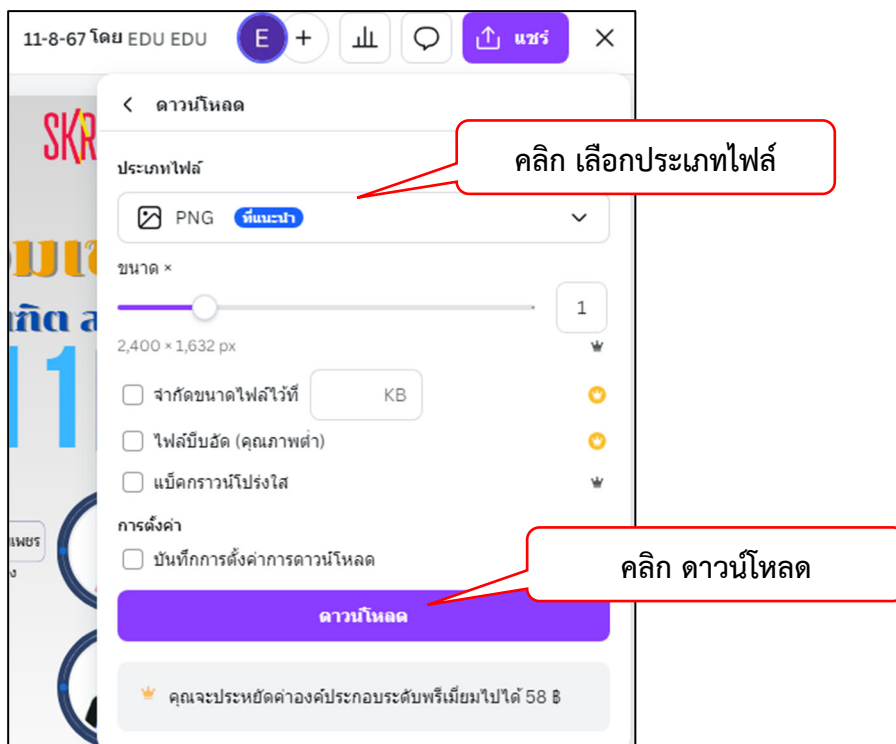 11-8-67 โดย EDU EDU E + แชร์
ดาวน์โหลด
SKR
คลิก เลือกประเภทไฟล์
ประเภทไฟล์
PNG ที่แนะนำ
ขนาด ×
1
2,400 × 1,632 px
จำกัดขนาดไฟล์ไว้ที่ KB
ไฟล์บีบอัด (คุณภาพต่ำ)
แบ็คกราวน์โปร่งใส
การตั้งค่า
บันทึกการตั้งค่าการดาวน์โหลด
คลิก ดาวน์โหลด
ดาวน์โหลด
คุณจะประหยัดค่าองค์ประกอบระดับพรีเมี่ยมไปได้ 58 ฿